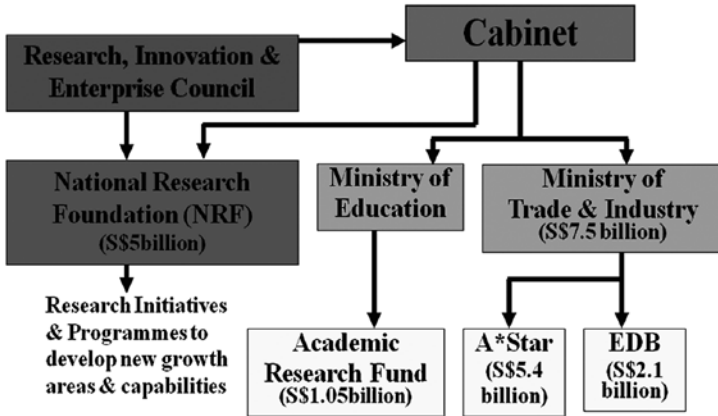 Research, Innovation &
Enterprise Council
Cabinet
National Research
Foundation (NRF)
(S$5billion)
Ministry of
Education
Ministry of
Trade & Industry
(S$7.5 billion)
Research Initiatives
& Programmes to
develop new growth
areas & capabilities
Academic
Research Fund
(S$1.05billion)
A*Star
(S$5.4
billion)
EDB
(S$2.1
billion)